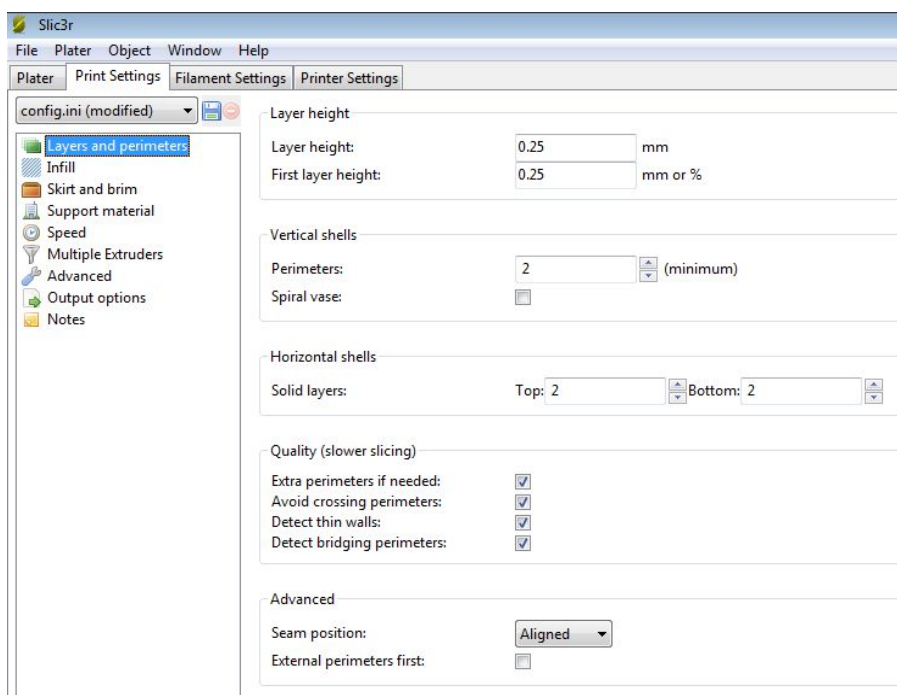 Slic3r
File Plater Object Window Help
Plater Print Settings Filament Settings Printer Settings
config.ini (modified)
Layers and perimeters
Infill
Skirt and brim
Support material
Speed
Multiple Extruders
Advanced
Output options
Notes
Layer height
Layer height: 0.25 mm
First layer height: 0.25 mm or %
Vertical shells
Perimeters: 2 (minimum)
Spiral vase:
Horizontal shells
Solid layers: Top: 2 Bottom: 2
Quality (slower slicing)
Extra perimeters if needed:
Avoid crossing perimeters:
Detect thin walls:
Detect bridging perimeters:
Advanced
Seam position: Aligned
External perimeters first: